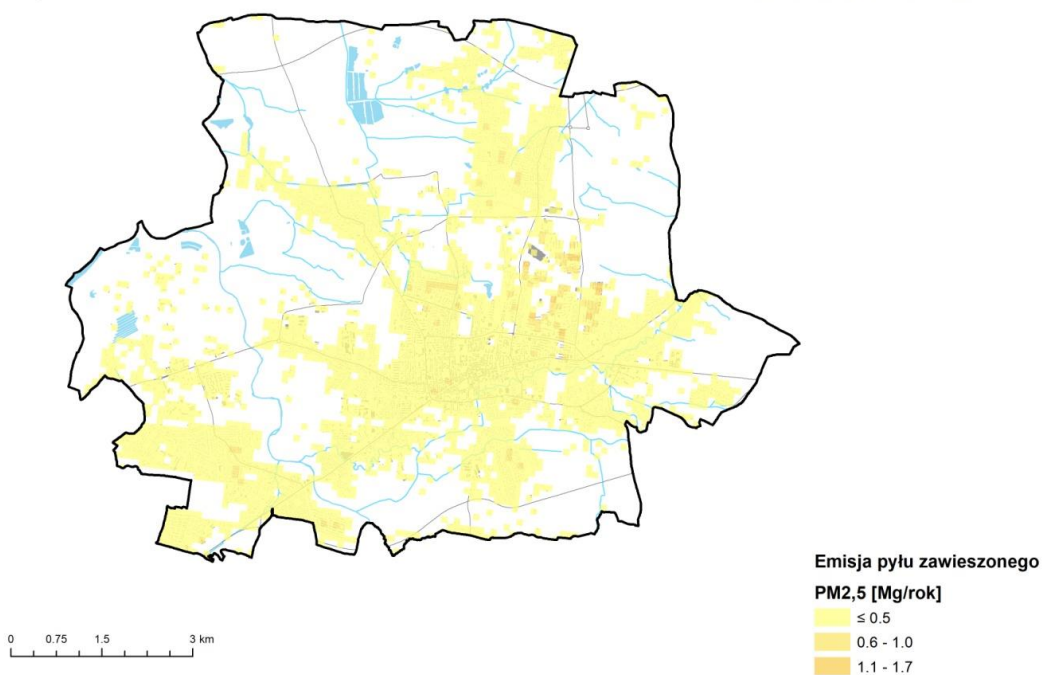 Emisja pyłu zawieszonego
PM2,5 [Mg/rok]
≤ 0.5
0.6 - 1.0
1.1 - 1.7
0 0.75 1.5 3 km